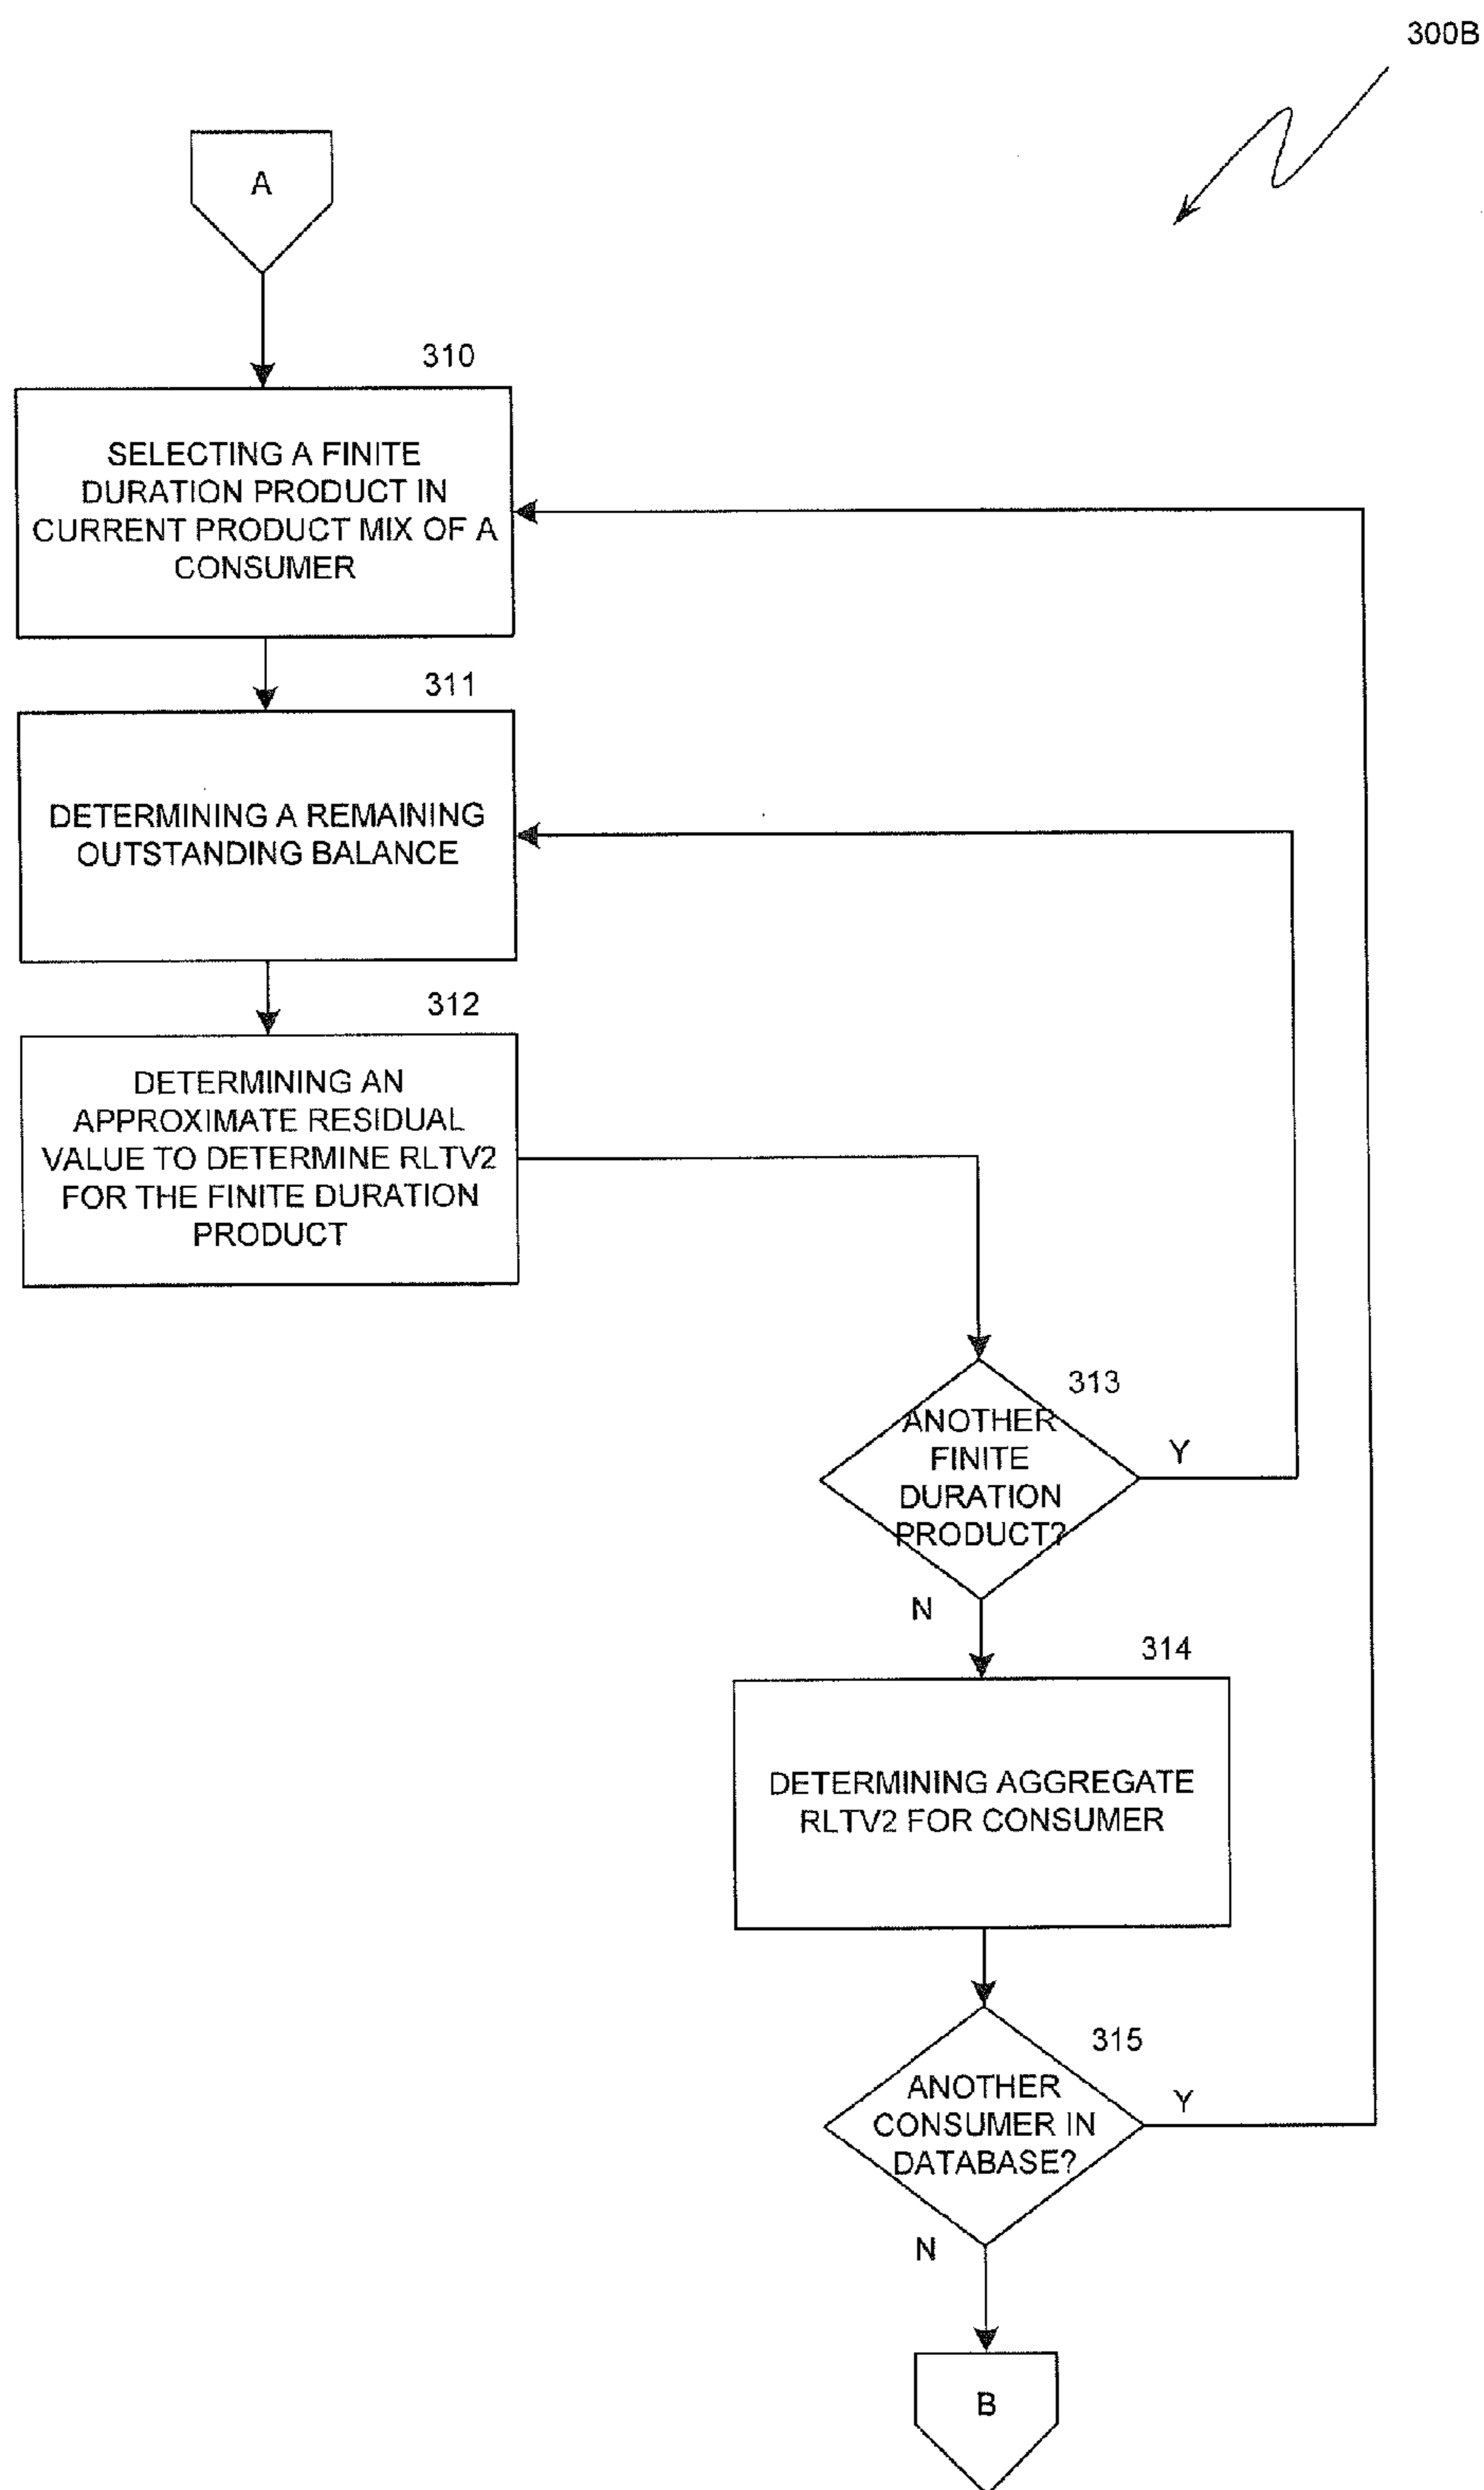 300B
A
310
SELECTING A FINITE
DURATION PRODUCT IN
CURRENT PRODUCT MIX OF A
CONSUMER
311
DETERMINING A REMAINING
OUTSTANDING BALANCE
312
DETERMINING AN
APPROXIMATE RESIDUAL
VALUE TO DETERMINE RLTV2
FOR THE FINITE DURATION
PRODUCT
313
ANOTHER
FINITE
DURATION
PRODUCT?
Y
N
314
DETERMINING AGGREGATE
RLTV2 FOR CONSUMER
315
ANOTHER
CONSUMER IN
DATABASE?
Y
N
B